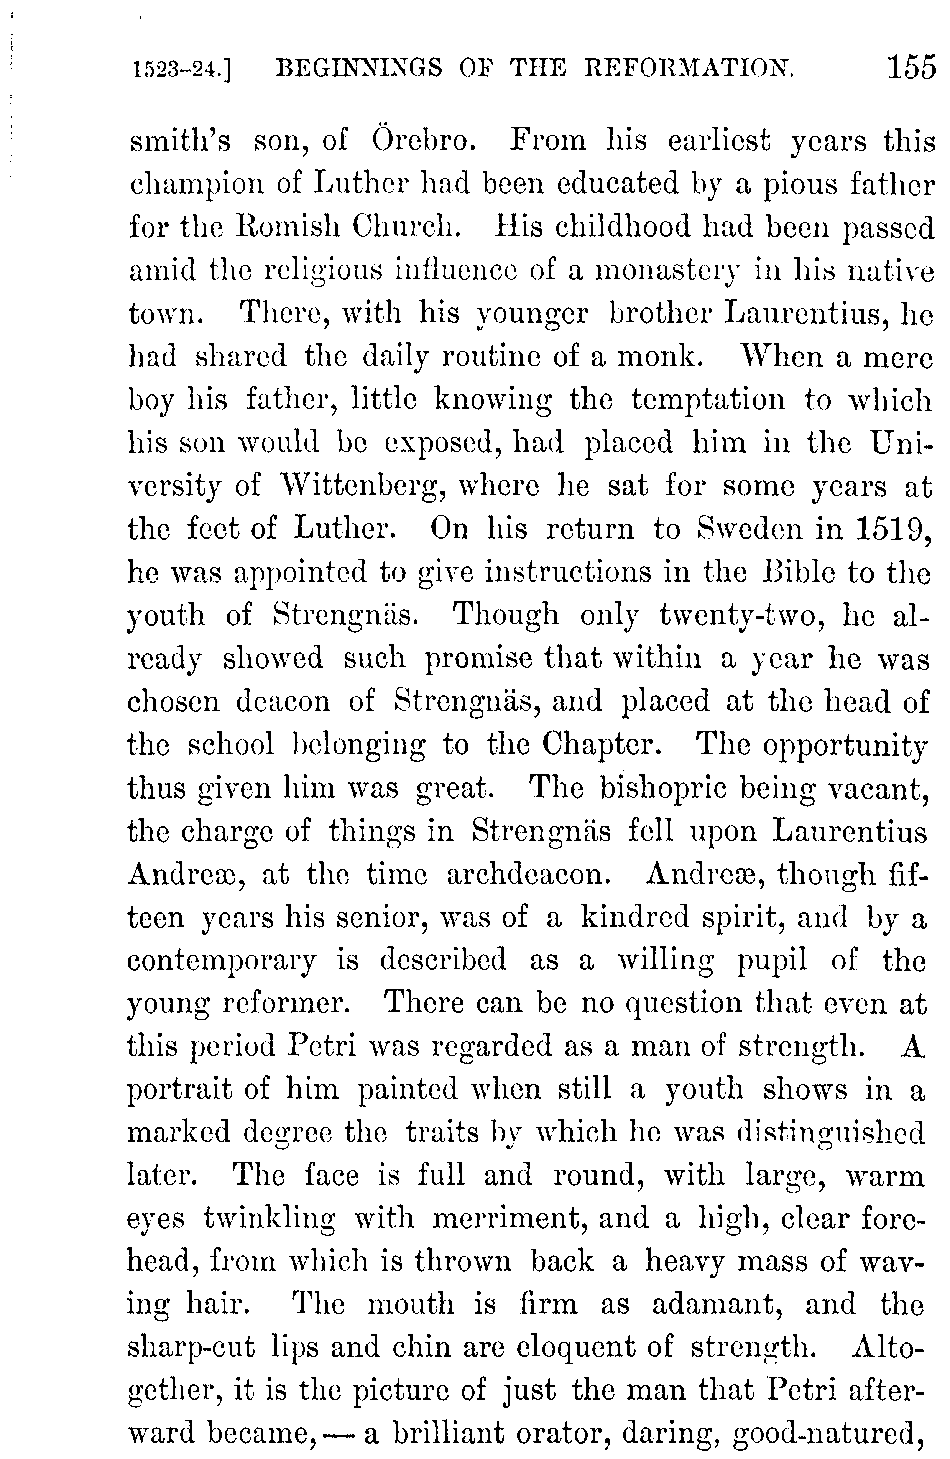 1523–24.] BEGINNINGS OF THE REFORMATION. 155
smith's son, of Örebro. From his earliest years this
champion of Luther had been educated by a pious father
for the Romish Church. His childhood had been passed
amid the religious influence of a monastery in his native
town. There, with his younger brother Laurentius, he
had shared the daily routine of a monk. When a mere
boy his father, little knowing the temptation to which
his son would be exposed, had placed him in the Uni-
versity of Wittenberg, where he sat for some years at
the feet of Luther. On his return to Sweden in 1519,
he was appointed to give instructions in the Bible to the
youth of Strengnäs. Though only twenty-two, he al-
ready showed such promise that within a year he was
chosen deacon of Strengnäs, and placed at the head of
the school belonging to the Chapter. The opportunity
thus given him was great. The bishopric being vacant,
the charge of things in Strengnäs fell upon Laurentius
Andreæ, at the time archdeacon. Andreæ, though fif-
teen years his senior, was of a kindred spirit, and by a
contemporary is described as a willing pupil of the
young reformer. There can be no question that even at
this period Petri was regarded as a man of strength. A
portrait of him painted when still a youth shows in a
marked degree the traits by which he was distinguished
later. The face is full and round, with large, warm
eyes twinkling with merriment, and a high, clear fore-
head, from which is thrown back a heavy mass of wav-
ing hair. The mouth is firm as adamant, and the
sharp-cut lips and chin are eloquent of strength. Alto-
gether, it is the picture of just the man that Petri after-
ward became,— a brilliant orator, daring, good-natured,